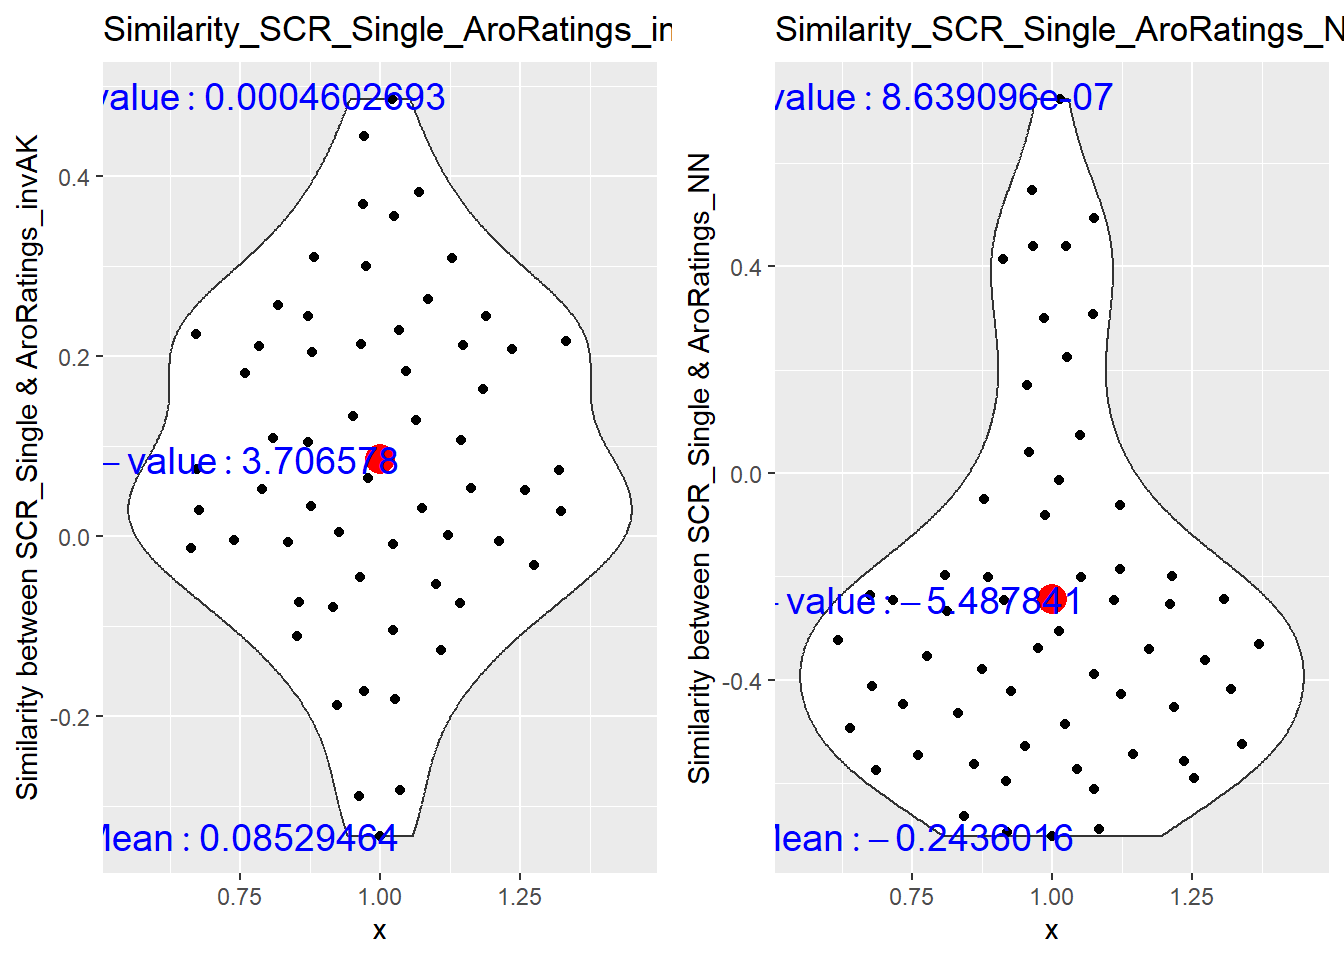 Similarity_SCR_Single_AroRatings_in
value : 0.0004602693
0.4
0.2
− value : 3.706578
0.0
-0.2
Mean : 0.08529464
0.75 1.00 1.25
x
Similarity between SCR_Single & AroRatings_invAK
Similarity_SCR_Single_AroRatings_N
value : 8.639096e-07
0.4
0.0
− value : −5.487841
-0.4
Mean : −0.2436016
0.75 1.00 1.25
x
Similarity between SCR_Single & AroRatings_NN